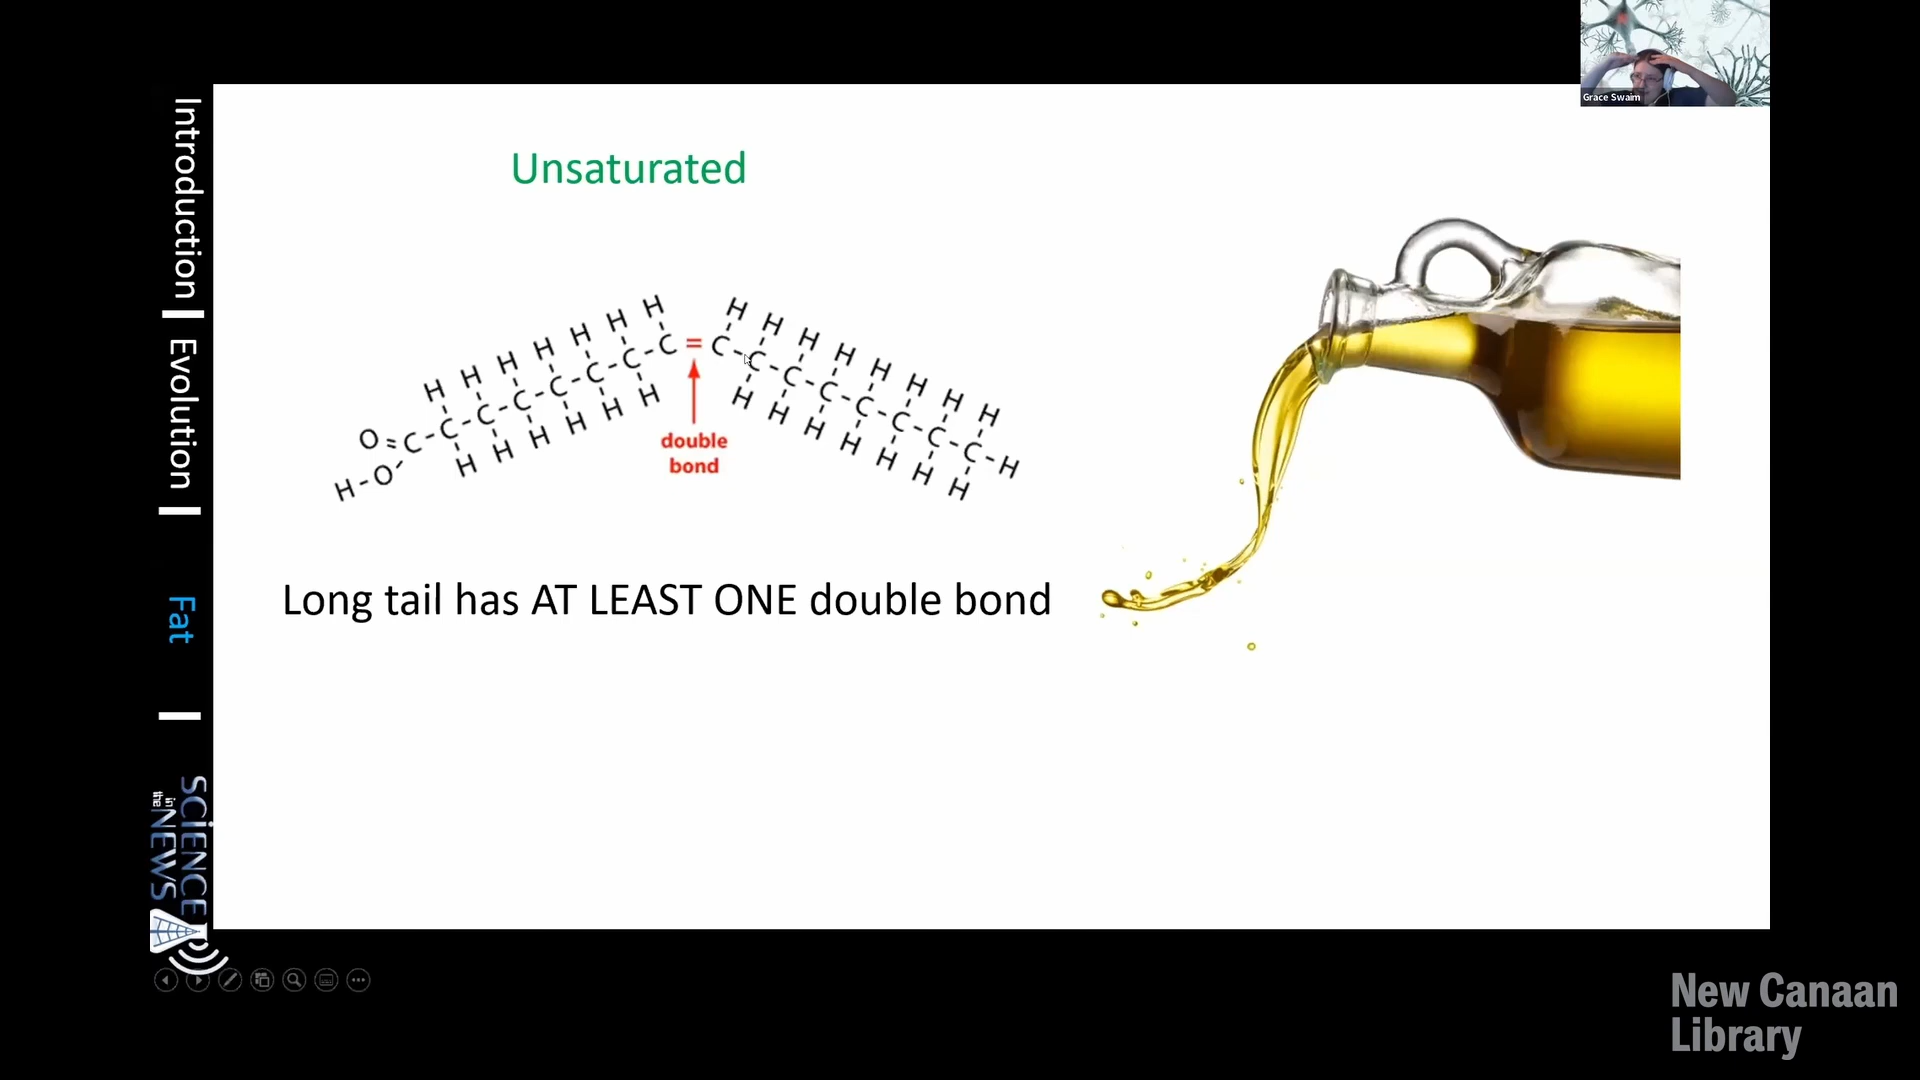 Grace Swaim
Introduction
Evolution
Fat
SCIENCE
in
the
NEWS
Unsaturated
H H H H H H H H H H H H H H H
O=C-C-C-C-C-C-C-C=C-C-C-C-C-C-C-C-H
H-O
H H H H H H H H H H H H H
double
bond
Long tail has AT LEAST ONE double bond
New Canaan
Library